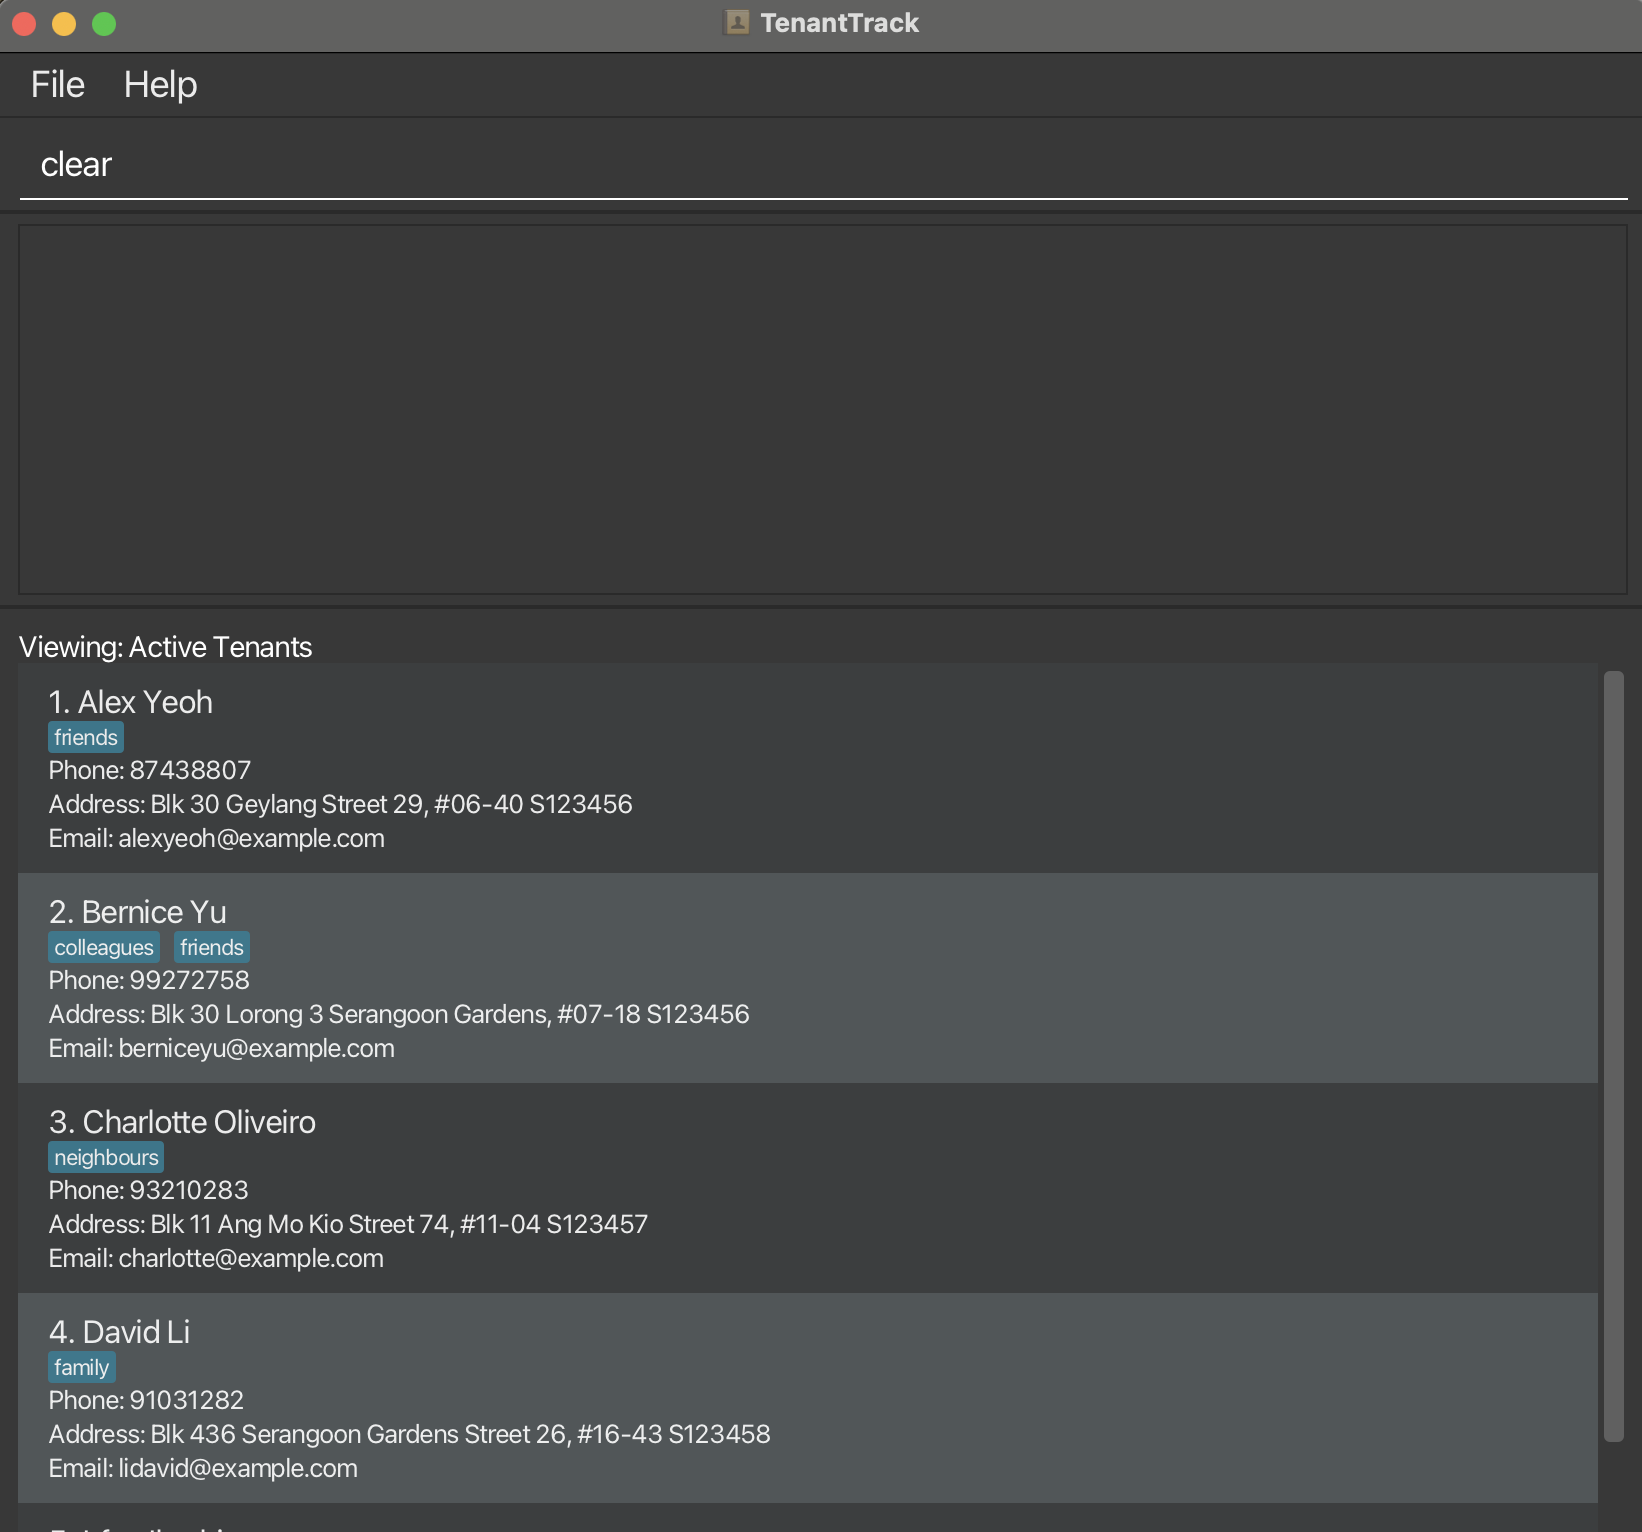 TenantTrack
File Help
clear
Viewing: Active Tenants
1. Alex Yeoh
friends
Phone: 87438807
Address: Blk 30 Geylang Street 29, #06-40 S123456
Email: alexyeoh@example.com
2. Bernice Yu
colleagues friends
Phone: 99272758
Address: Blk 30 Lorong 3 Serangoon Gardens, #07-18 S123456
Email: berniceyu@example.com
3. Charlotte Oliveiro
neighbours
Phone: 93210283
Address: Blk 11 Ang Mo Kio Street 74, #11-04 S123457
Email: charlotte@example.com
4. David Li
family
Phone: 91031282
Address: Blk 436 Serangoon Gardens Street 26, #16-43 S123458
Email: lidavid@example.com